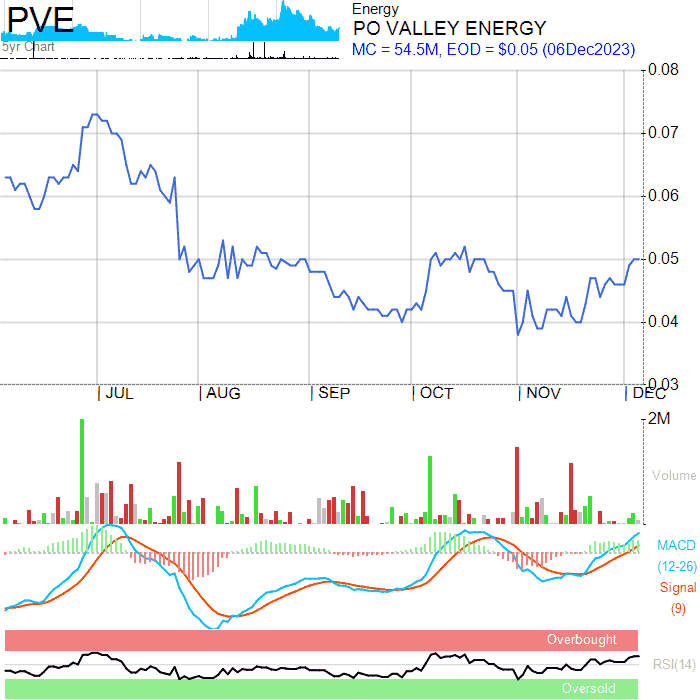 PVE
5yr Chart
Energy
PO VALLEY ENERGY
MC = 54.5M, EOD = $0.05 (06Dec2023)
0.08
0.07
0.06
0.05
0.04
0.03
JUL
AUG
SEP
OCT
NOV
DEC
2M
Volume
MACD
(12-26)
Signal
(9)
Overbought
RSI(14)
Oversold